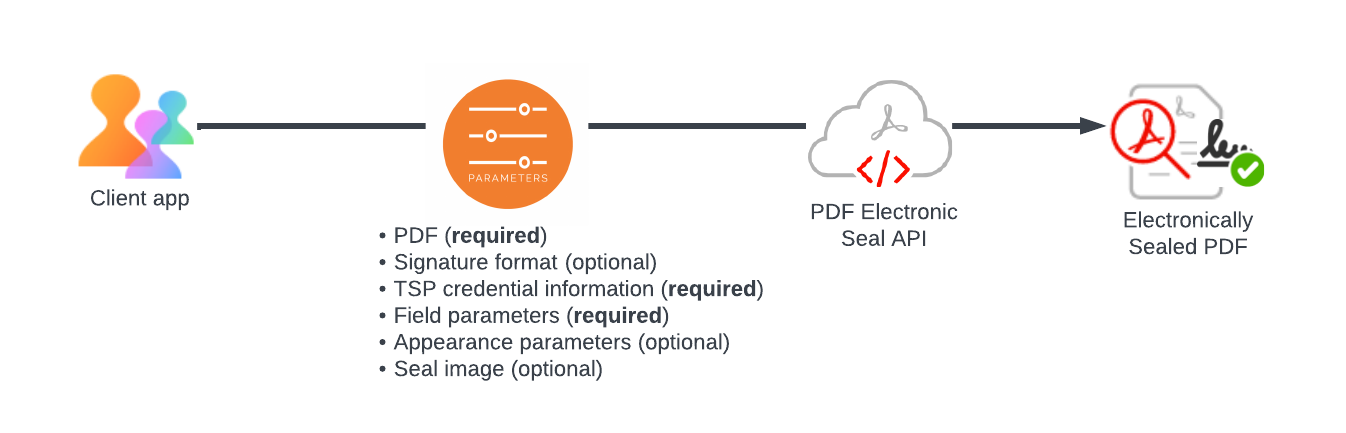 PARAMETERS
Client app
• PDF (required)
• Signature format (optional)
• TSP credential information (required)
• Field parameters (required)
• Appearance parameters (optional)
• Seal image (optional)
</>
PDF Electronic
Seal API
Electronically
Sealed PDF